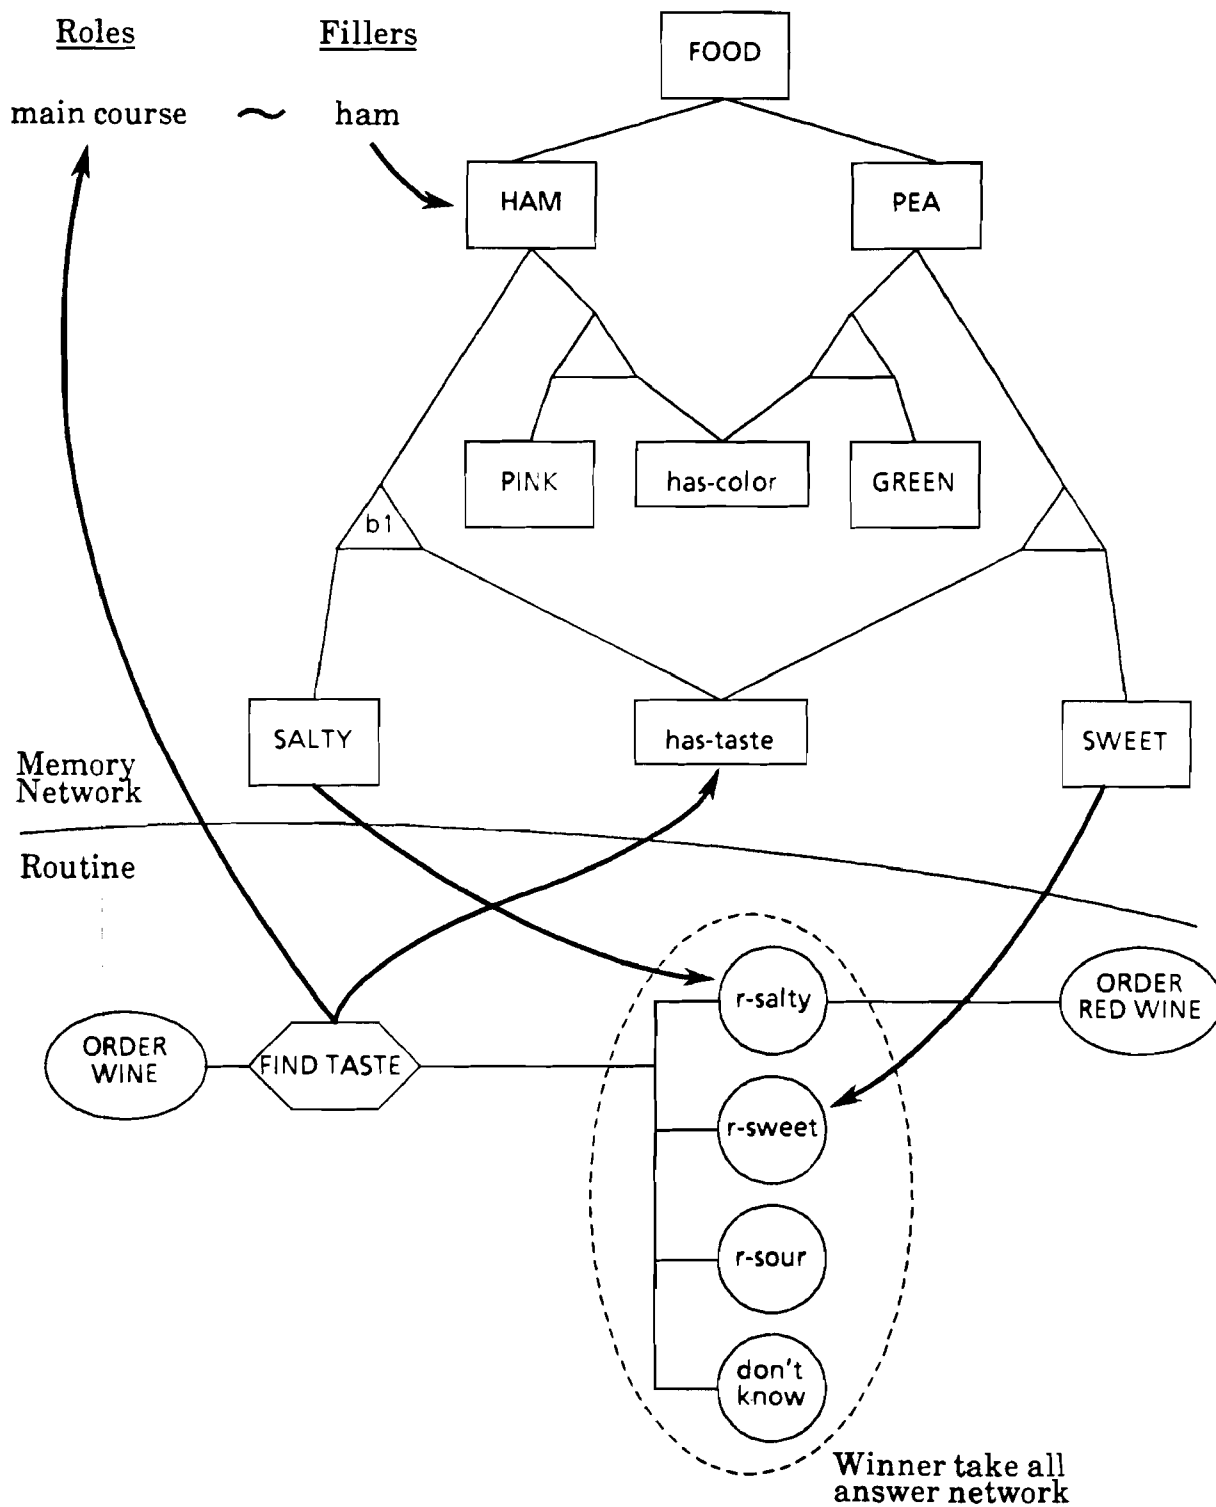 Roles
Fillers
main course ~ ham
FOOD
HAM
PEA
PINK
has-color
GREEN
b1
SALTY
has-taste
SWEET
Memory
Network
Routine
ORDER
WINE
FIND TASTE
r-salty
ORDER
RED WINE
r-sweet
r-sour
don't
know
Winner take all
answer network